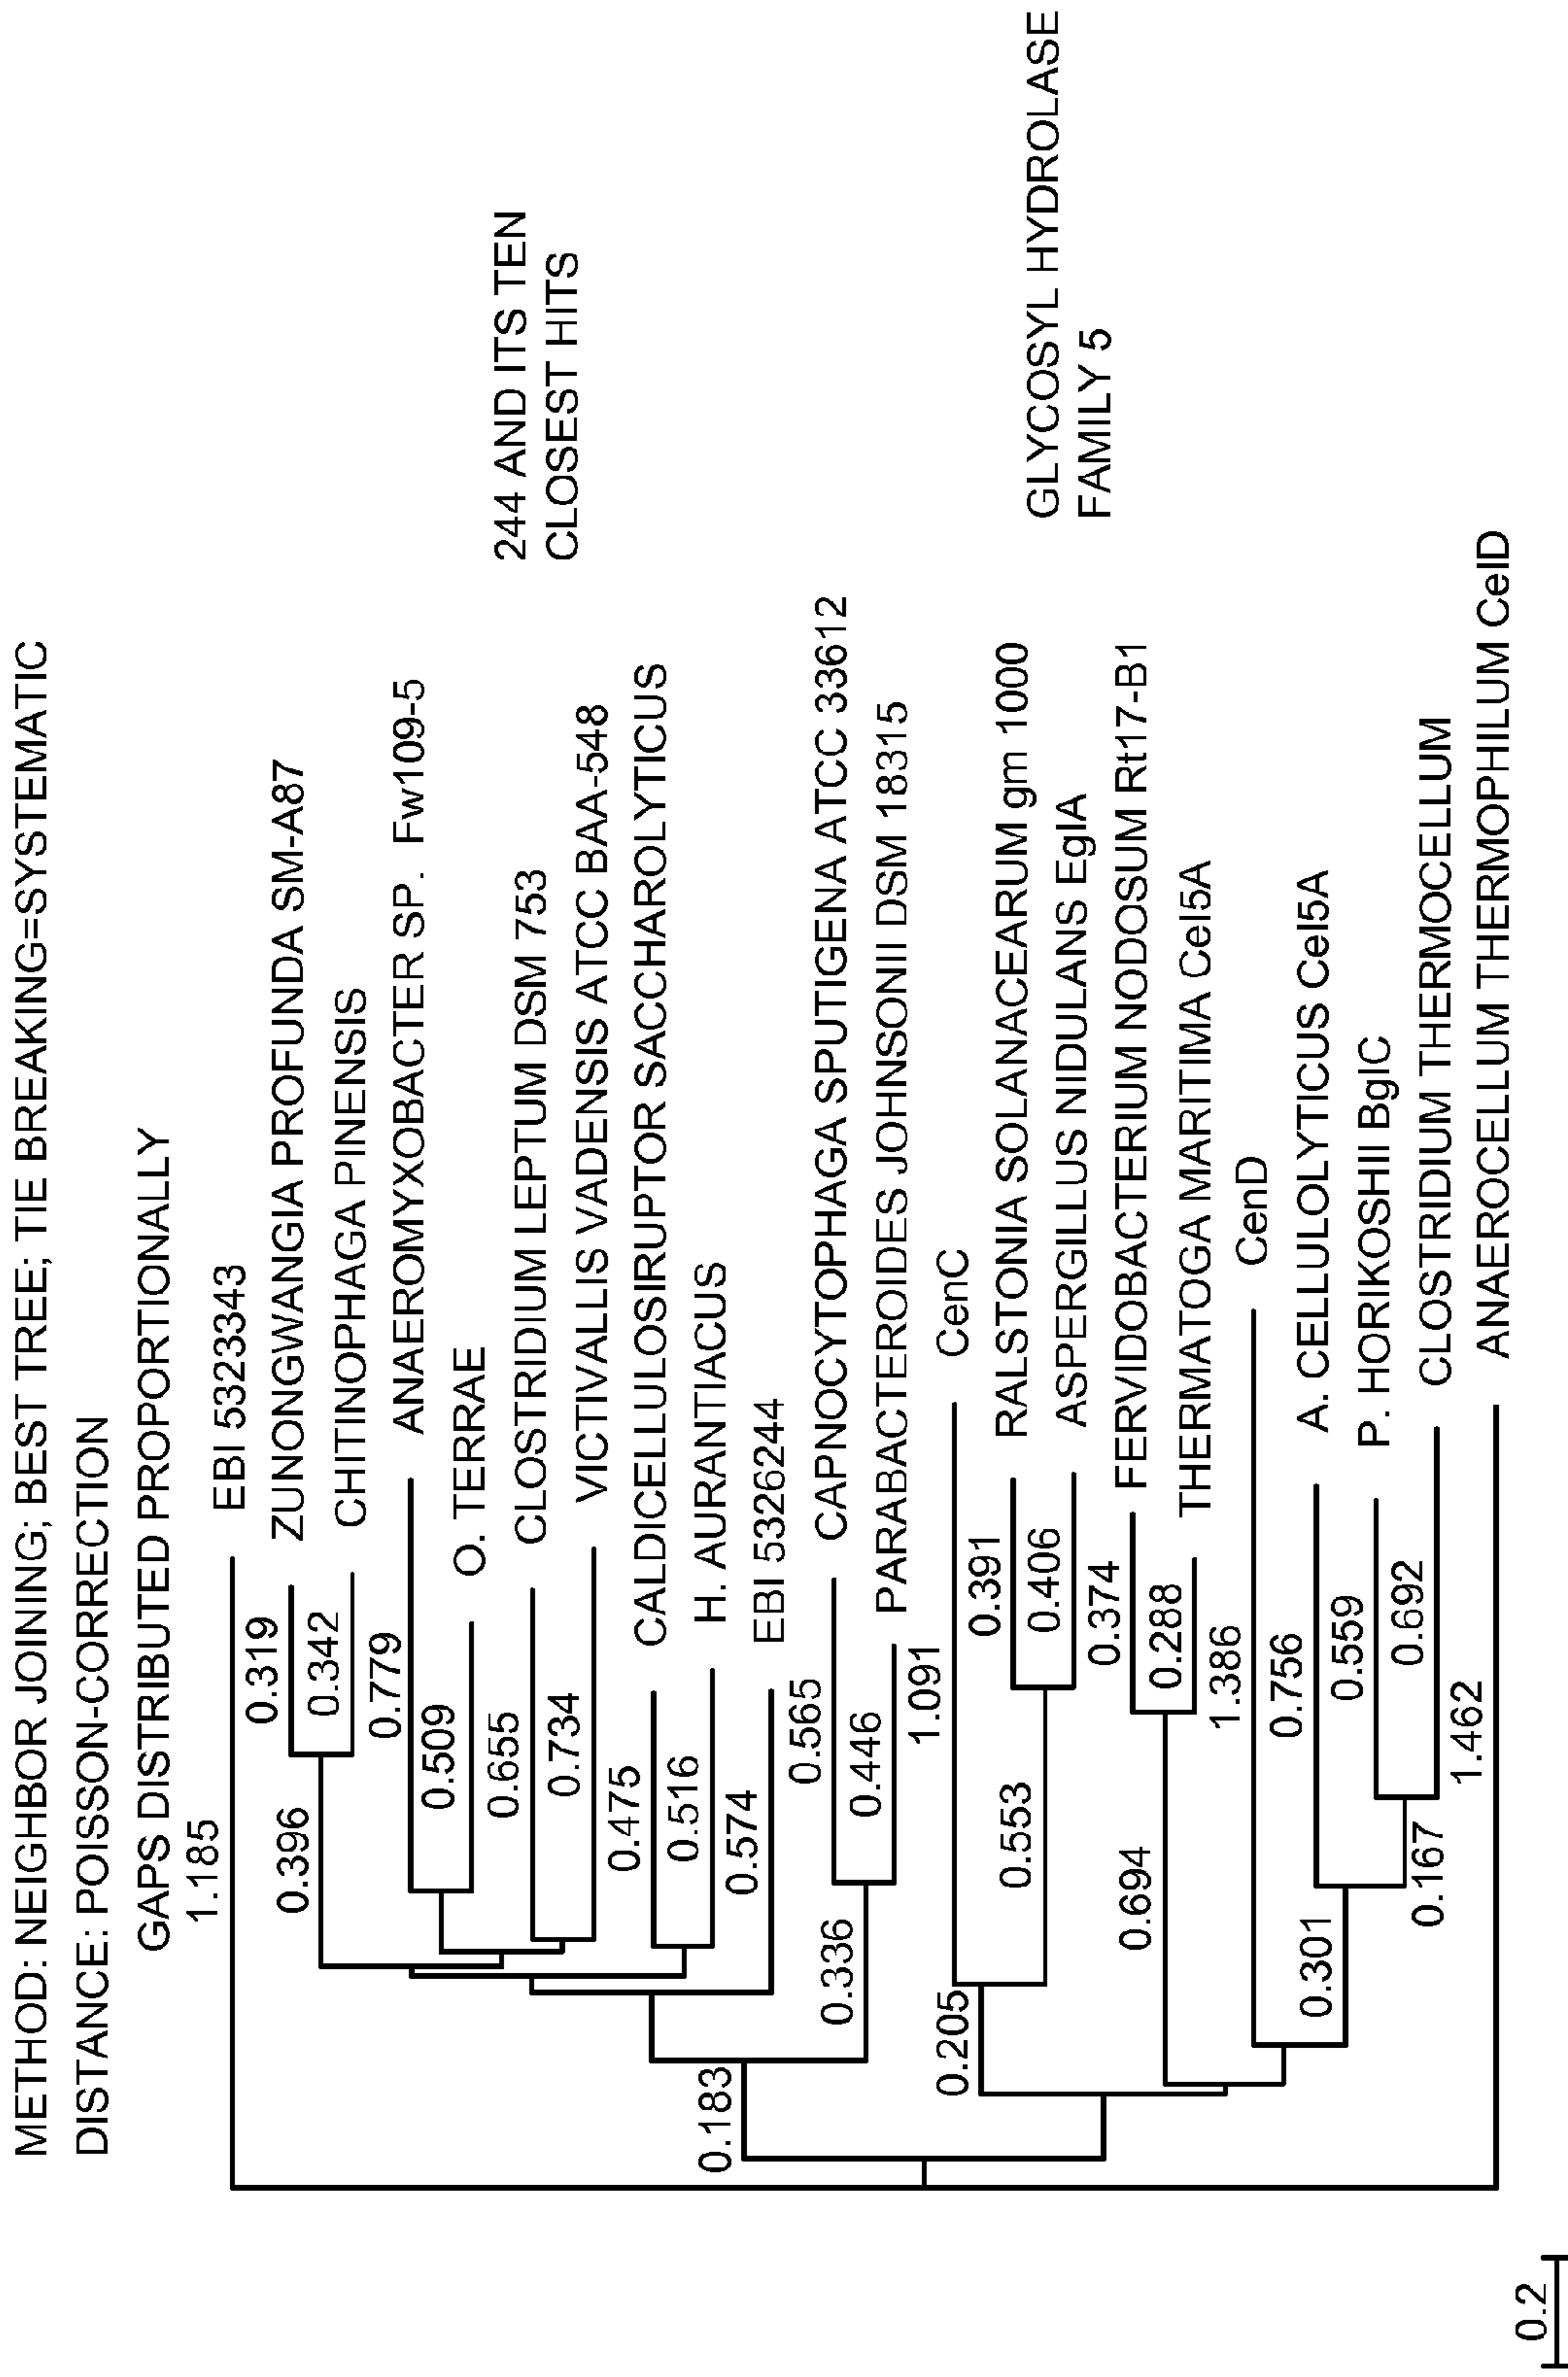 METHOD: NEIGHBOR JOINING; BEST TREE; TIE BREAKING=SYSTEMATIC
DISTANCE: POISSON-CORRECTION
GAPS DISTRIBUTED PROPORTIONALLY
1.185
EBI 5323343
0.319
ZUNONGWANGIA PROFUNDA SM-A87
0.396
0.342
CHITINOPHAGA PINENSIS
0.779
ANAEROMYXOBACTER SP. Fw109-5
0.509
O. TERRAE
0.655
CLOSTRIDIUM LEPTUM DSM 753
0.734
VICTIVALLIS VADENSIS ATCC BAA-548
0.475
CALDICELLULOSIRUPTOR SACCHAROLYTICUS
0.516
H. AURANTIACUS
0.574
EBI 5326244
0.183
0.565
CAPNOCYTOPHAGA SPUTIGENA ATCC 33612
0.336
0.446
PARABACTEROIDES JOHNSONII DSM 18315
244 AND ITS TEN
CLOSEST HITS
1.091
CenC
0.205
0.391
RALSTONIA SOLANACEARUM gm 1000
0.553
0.406
ASPERGILLUS NIDULANS EglA
0.374
FERVIDOBACTERIUM NODOSUM Rt17-B1
0.694
0.288
THERMATOGA MARITIMA Cel5A
1.386
CenD
0.756
A. CELLULOLYTICUS Cel5A
0.301
0.559
P. HORIKOSHII BglC
0.167
0.692
CLOSTRIDIUM THERMOCELLUM
1.462
ANAEROCELLUM THERMOPHILUM CelD
GLYCOSYL HYDROLASE
FAMILY 5
0.2